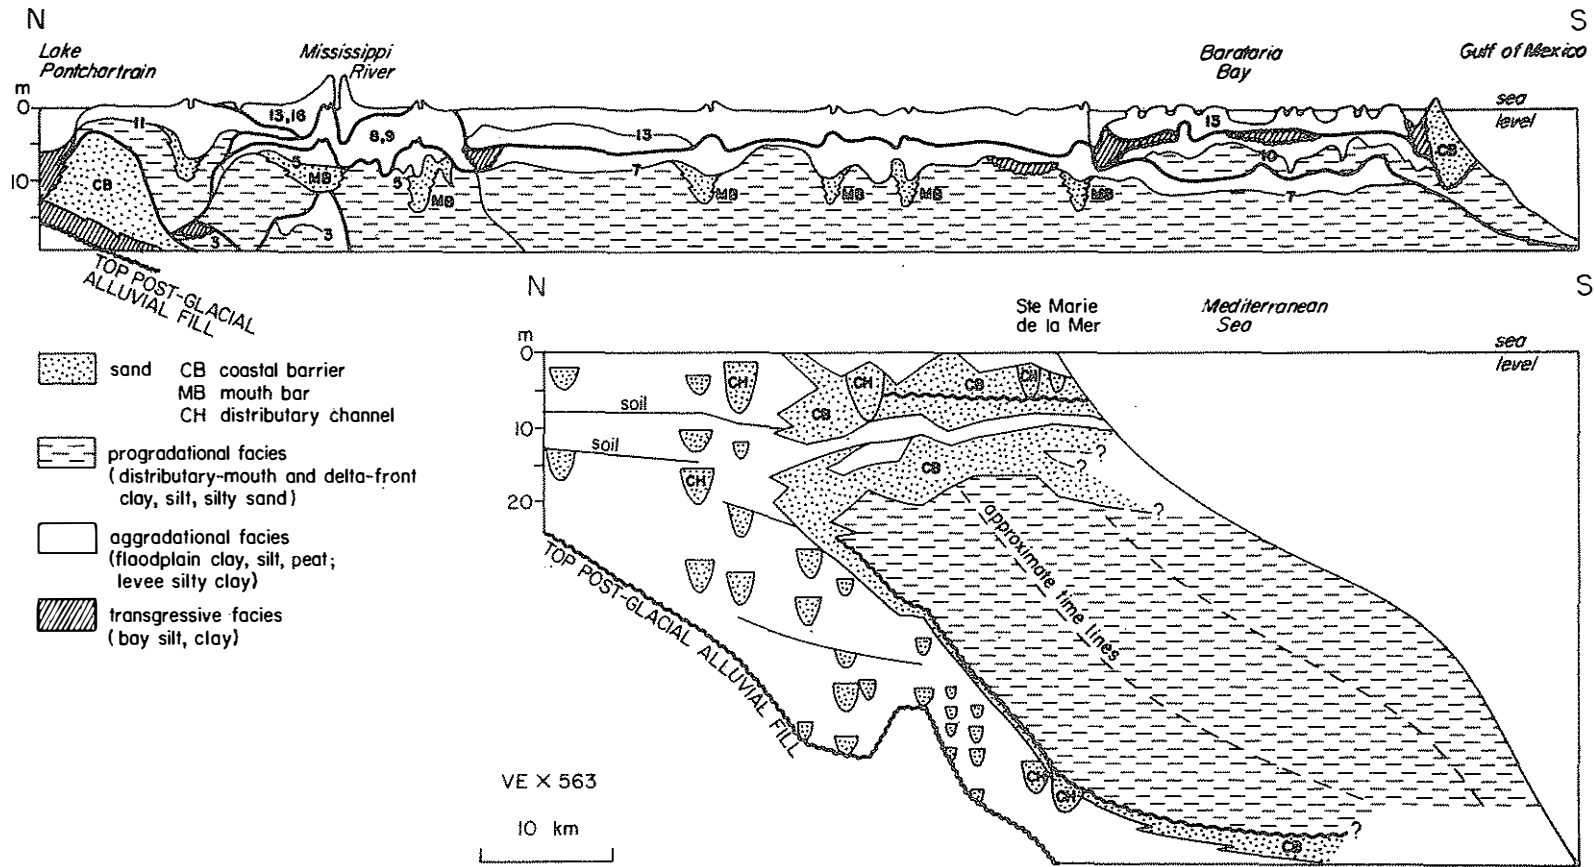 N
S
Lake
Pontchartrain
Mississippi
River
Barataria
Bay
Gulf of Mexico
m
0
10
sea
level
11
13,16
8,9
13
13
CB
5
MB
5
MB
7
MB
MB
MB
MB
10
7
CB
3
3
TOP POST-GLACIAL
ALLUVIAL FILL
sand
CB coastal barrier
MB mouth bar
CH distributary channel
progradational facies
(distributary-mouth and delta-front
clay, silt, silty sand)
aggradational facies
(floodplain clay, silt, peat;
levee silty clay)
transgressive facies
(bay silt, clay)
N
S
Ste Marie
de la Mer
Mediterranean
Sea
m
0
10
20
sea
level
CH
CH
CB
CH
CB
soil
soil
CH
CB
?
?
?
approximate time lines
TOP POST-GLACIAL ALLUVIAL FILL
CH
CH
CB
?
VE X 563
10 km